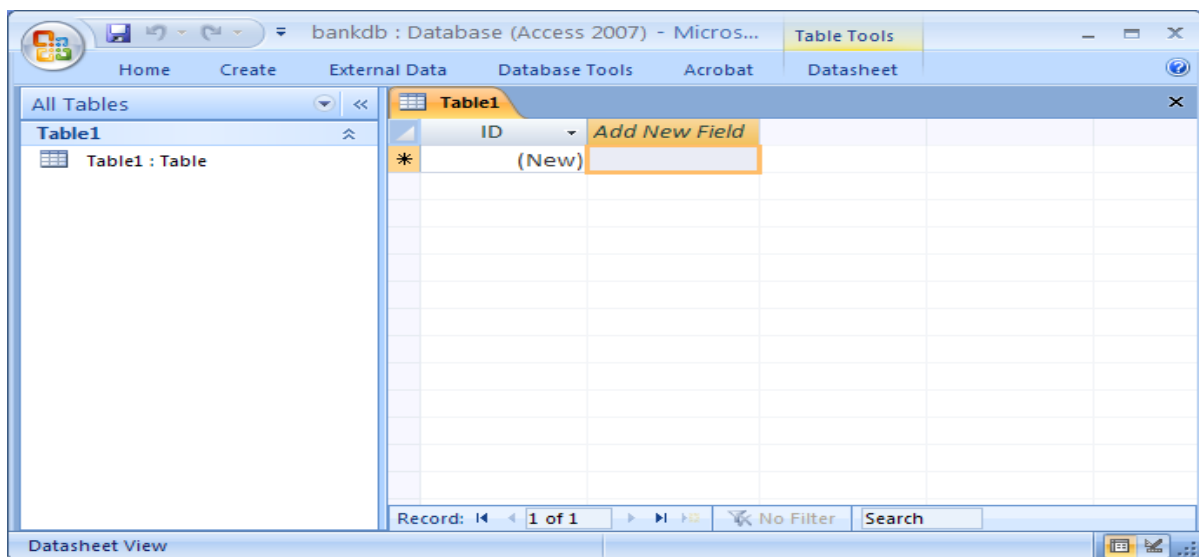 bankdb : Database (Access 2007) - Micros... Table Tools
Home Create External Data Database Tools Acrobat Datasheet
All Tables Table1
Table1 ID Add New Field
Table1 : Table (New)
Record: 1 of 1 No Filter Search
Datasheet View